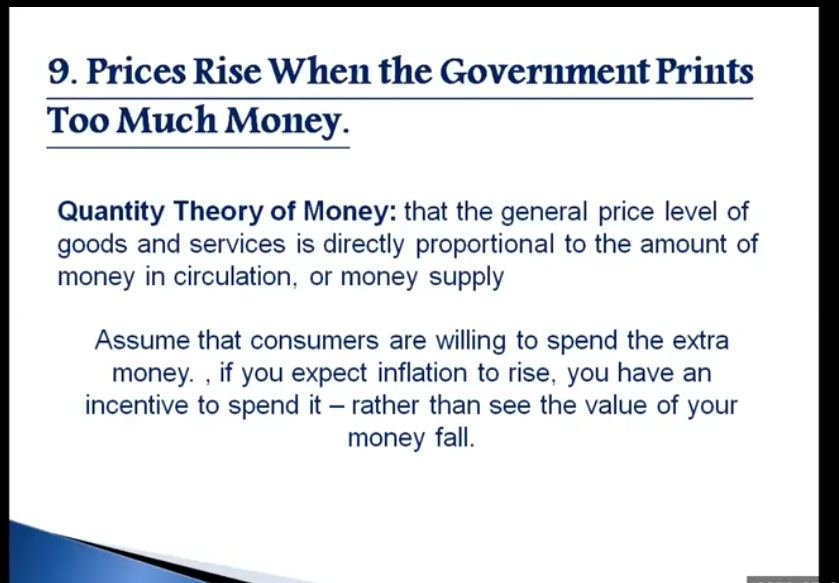 9. Prices Rise When the Government Prints
Too Much Money.
Quantity Theory of Money: that the general price level of
goods and services is directly proportional to the amount of
money in circulation, or money supply
Assume that consumers are willing to spend the extra
money. , if you expect inflation to rise, you have an
incentive to spend it – rather than see the value of your
money fall.